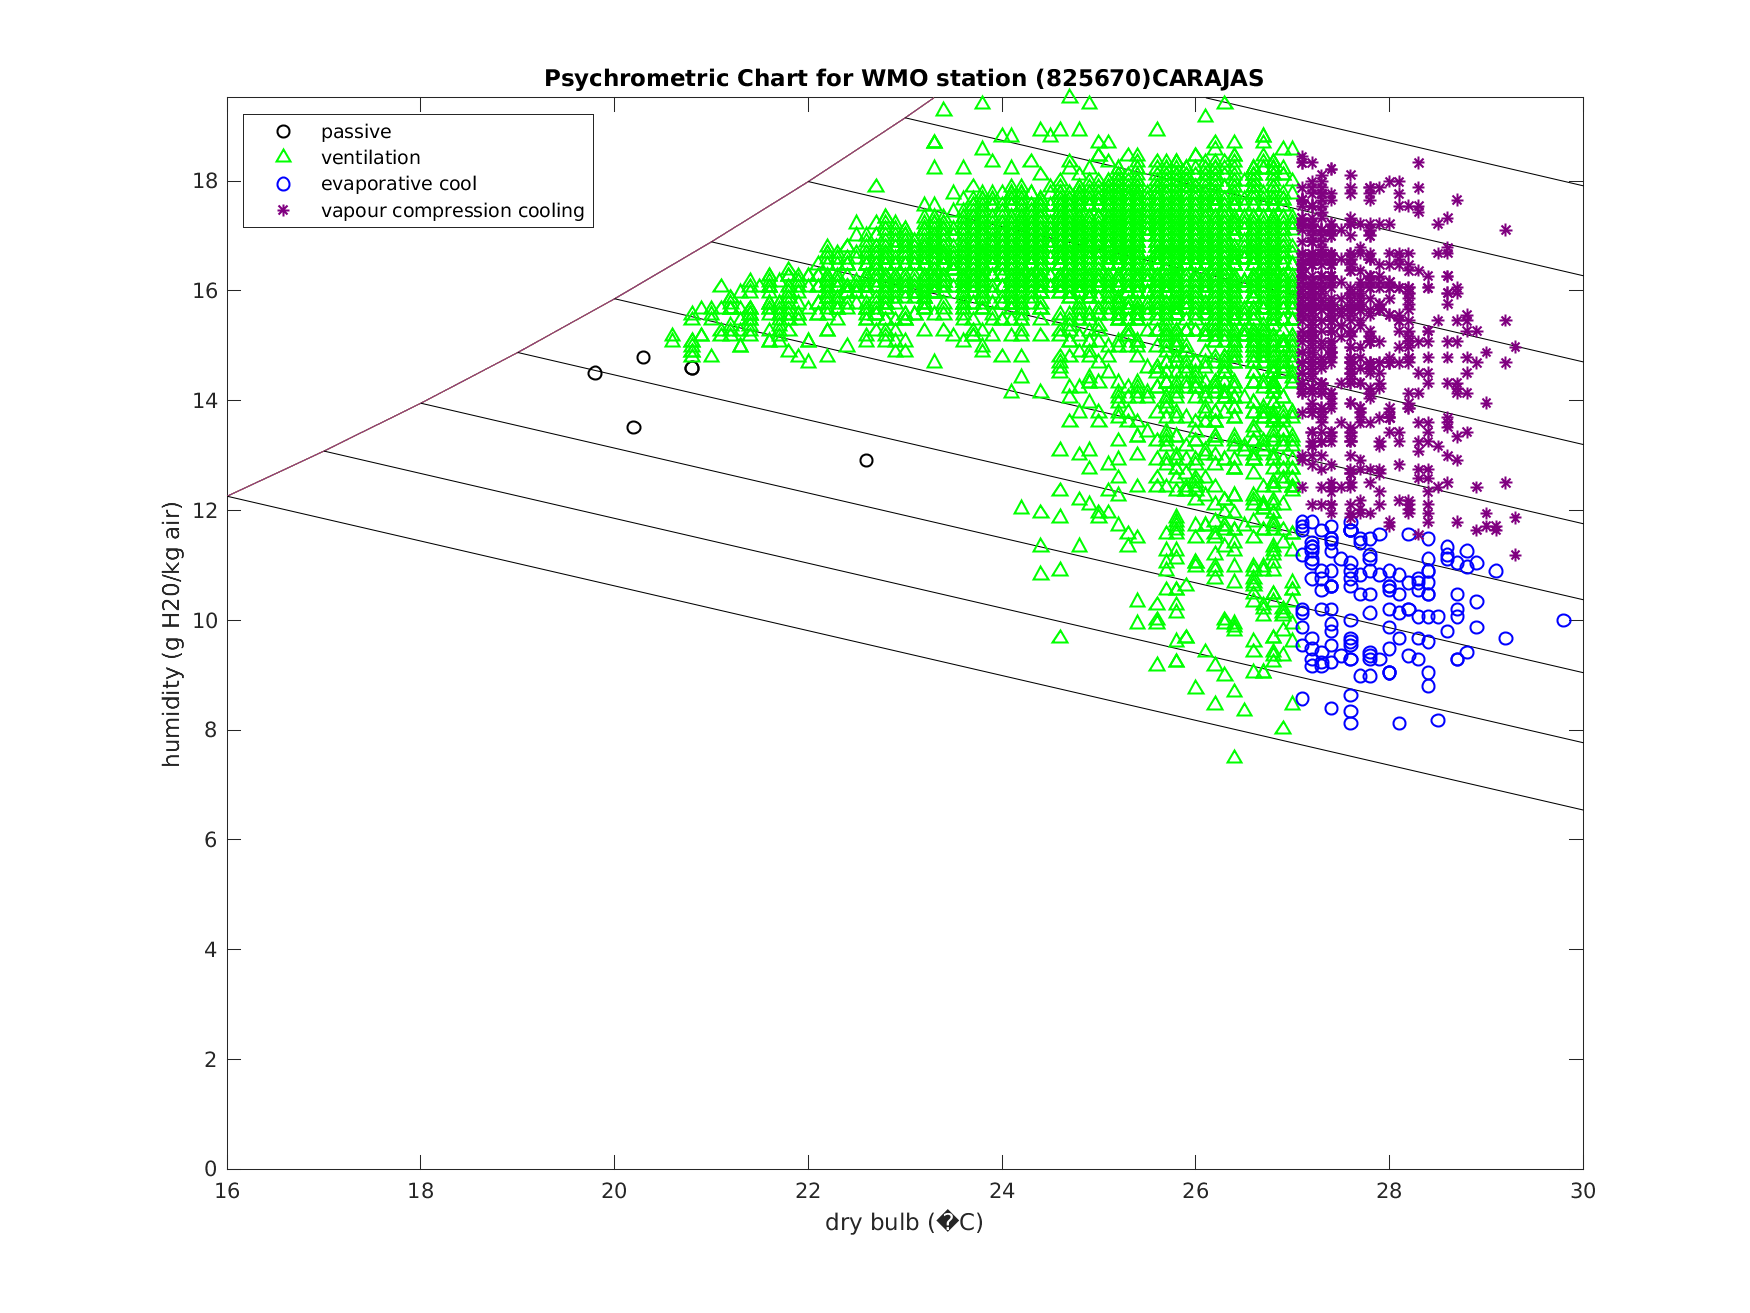 Psychrometric Chart for WMO station (825670)CARAJAS
passive
ventilation
evaporative cool
vapour compression cooling
humidity (g H20/kg air)
18
16
14
12
10
8
6
4
2
0
16 18 20 22 24 26 28 30
dry bulb (�C)